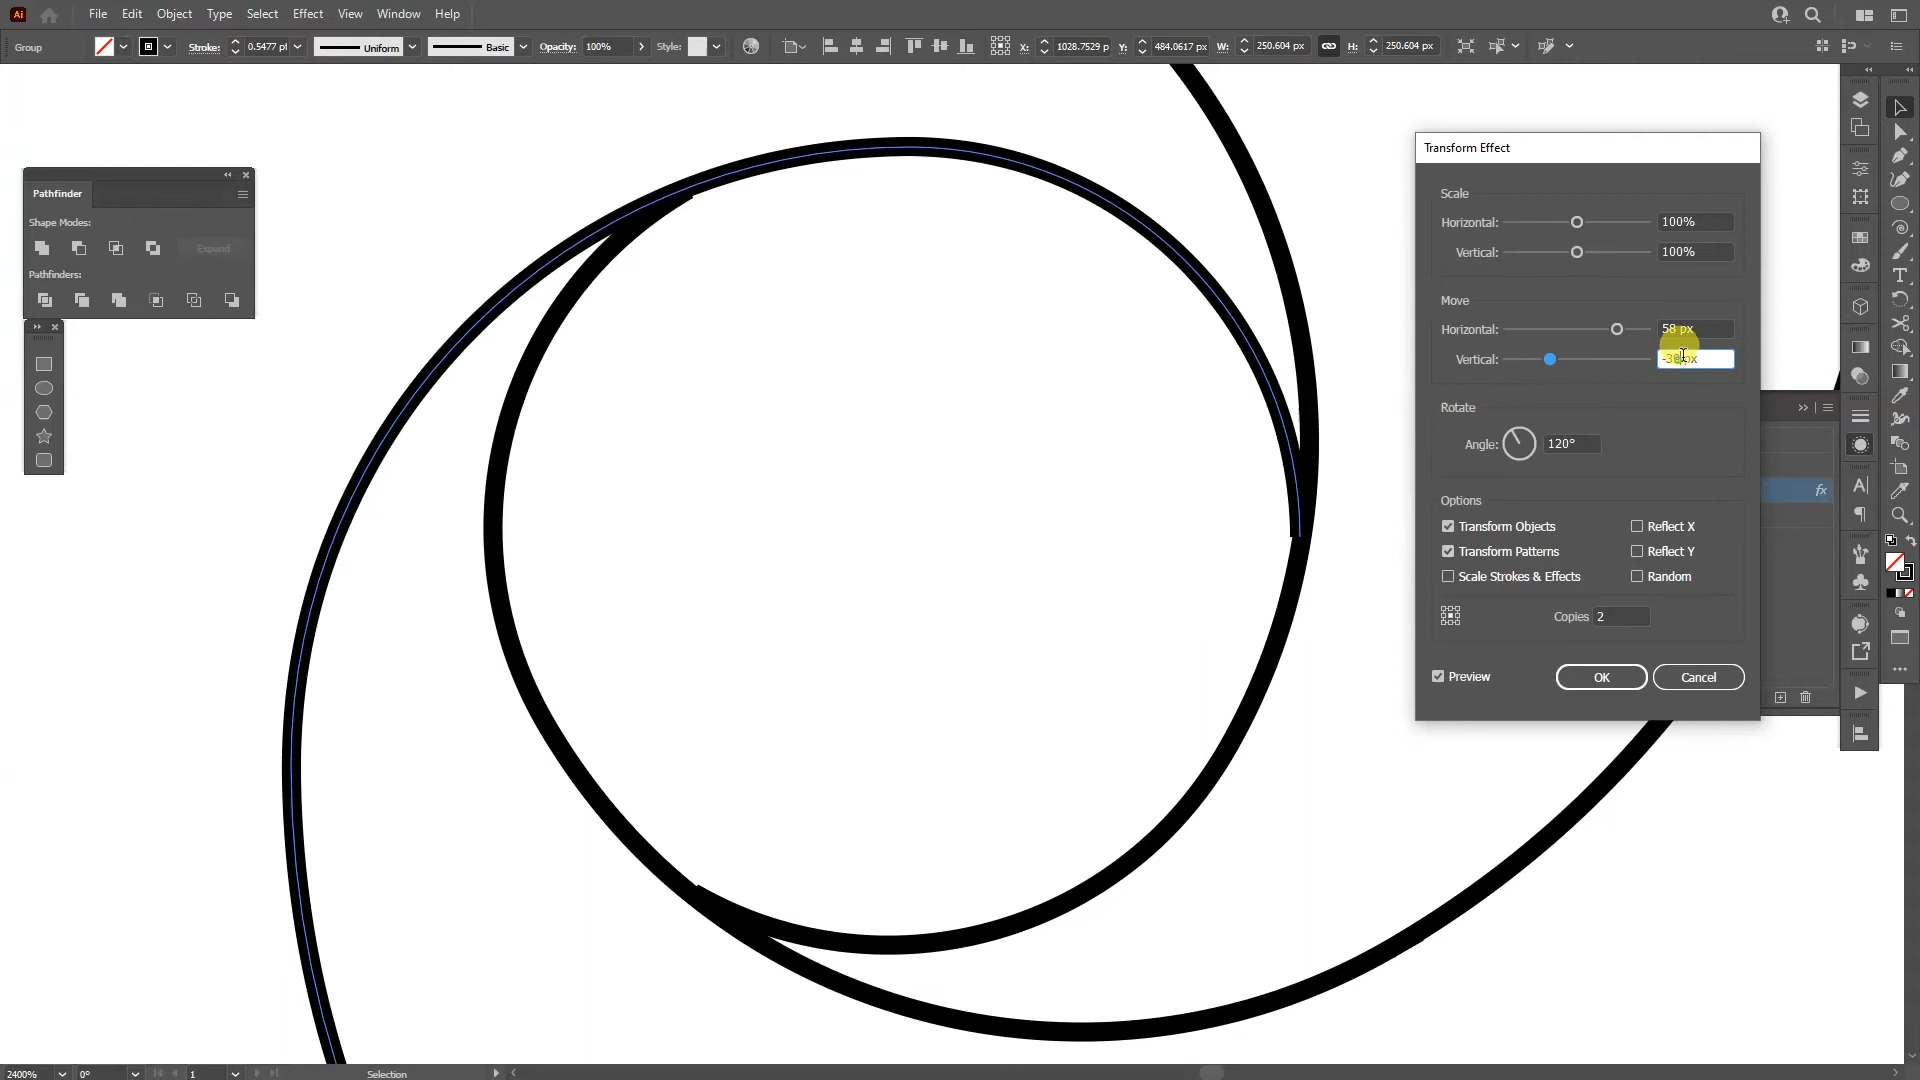 Ai File Edit Object Type Select Effect View Window Help
Group Stroke: 0.5477 pt Uniform Basic Opacity: 100% Style: X: 1028.7529 p Y: 484.0617 px W: 250.604 px H: 250.604 px
Pathfinder
Shape Modes:
Expand
Pathfinders:
Transform Effect
Scale
Horizontal: 100%
Vertical: 100%
Move
Horizontal: 58 px
Vertical:
Rotate
Angle: 120°
Options
Transform Objects Reflect X
Transform Patterns Reflect Y
Scale Strokes & Effects Random
Copies 2
Preview OK Cancel
fx
2400% 0° 1 Selection